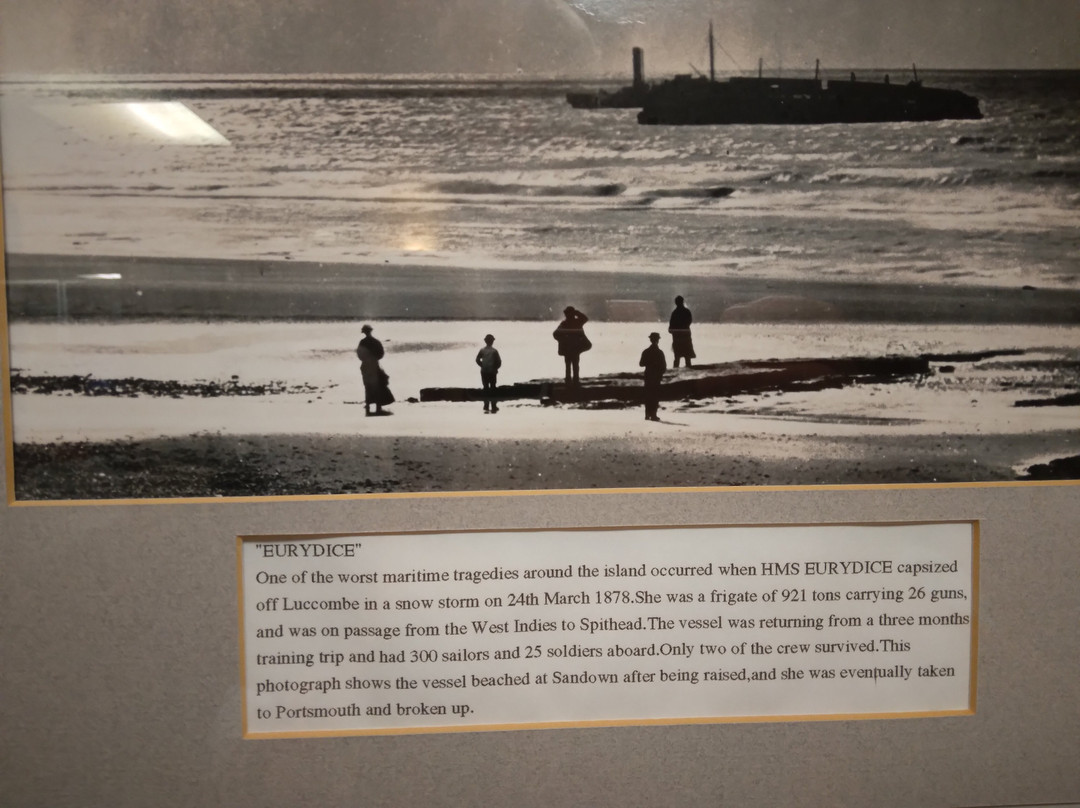 "EURYDICE"
One of the worst maritime tragedies around the island occurred when HMS EURYDICE capsized
off Luccombe in a snow storm on 24th March 1878.She was a frigate of 921 tons carrying 26 guns,
and was on passage from the West Indies to Spithead.The vessel was returning from a three months
training trip and had 300 sailors and 25 soldiers aboard.Only two of the crew survived.This
photograph shows the vessel beached at Sandown after being raised,and she was eventually taken
to Portsmouth and broken up.